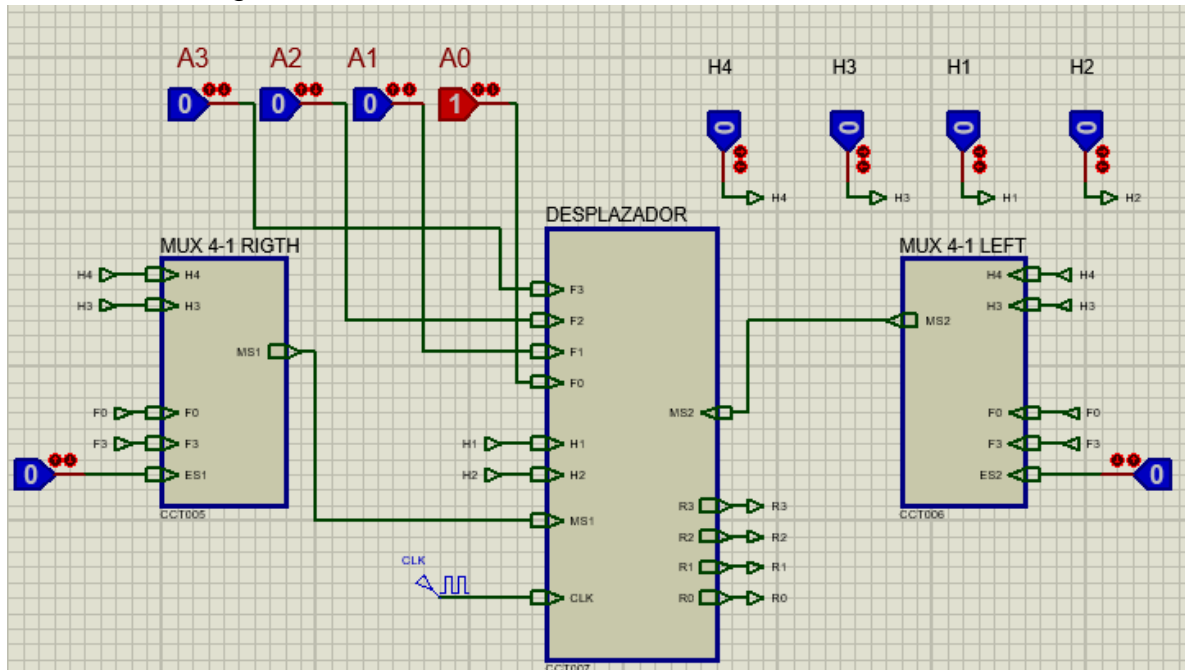 A3 A2 A1 A0
H4 H3 H1 H2
0 0 0 1
0 0 0 0
H4 H3 H1 H2
DESPLAZADOR
MUX 4-1 RIGTH
MUX 4-1 LEFT
H4 H4
H3 H3
MS1
F0 F0
F3 F3
0 ES1
CCT005
F3
F2
F1
F0
MS2
H1 H1
H2 H2
MS1
R3 R3
R2 R2
R1 R1
R0 R0
CLK
CLK
CCT007
H4 H4
H3 H3
MS2
F0 F0
F3 F3
ES2 0
CCT006